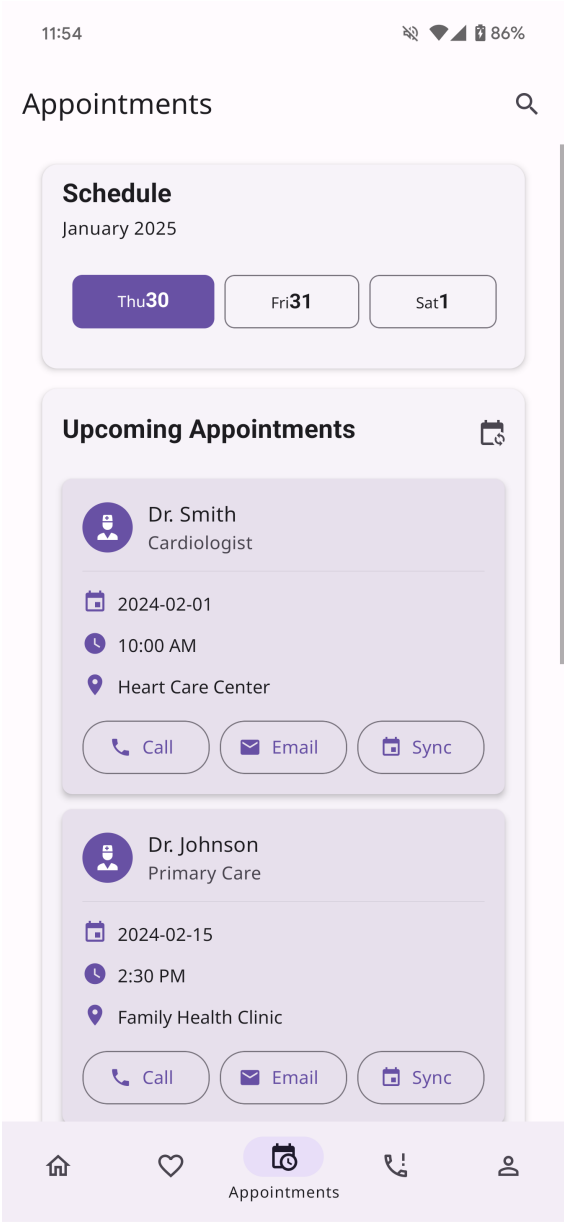 11:54 86%
Appointments
Schedule
January 2025
Thu30 Fri31 Sat1
Upcoming Appointments
Dr. Smith
Cardiologist
2024-02-01
10:00 AM
Heart Care Center
Call Email Sync
Dr. Johnson
Primary Care
2024-02-15
2:30 PM
Family Health Clinic
Call Email Sync
Appointments